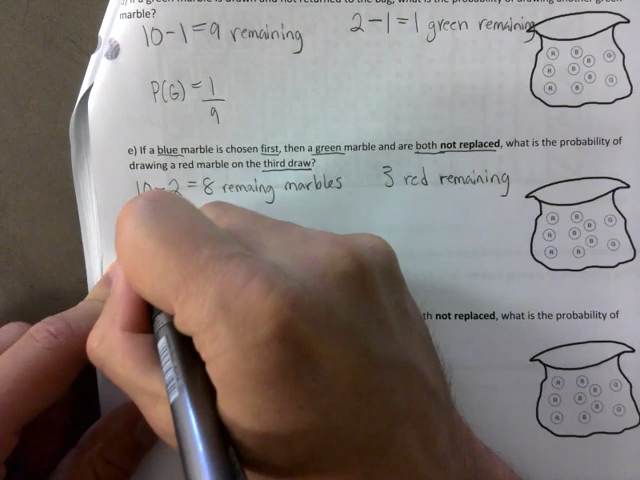 marble?
10-1=9 remaining
2-1=1 green remaining
P(G)=1/9
e) If a blue marble is chosen first, then a green marble and are both not replaced, what is the probability of
drawing a red marble on the third draw?
10-2=8 remaing marbles
3 red remaining
th not replaced, what is the probability of